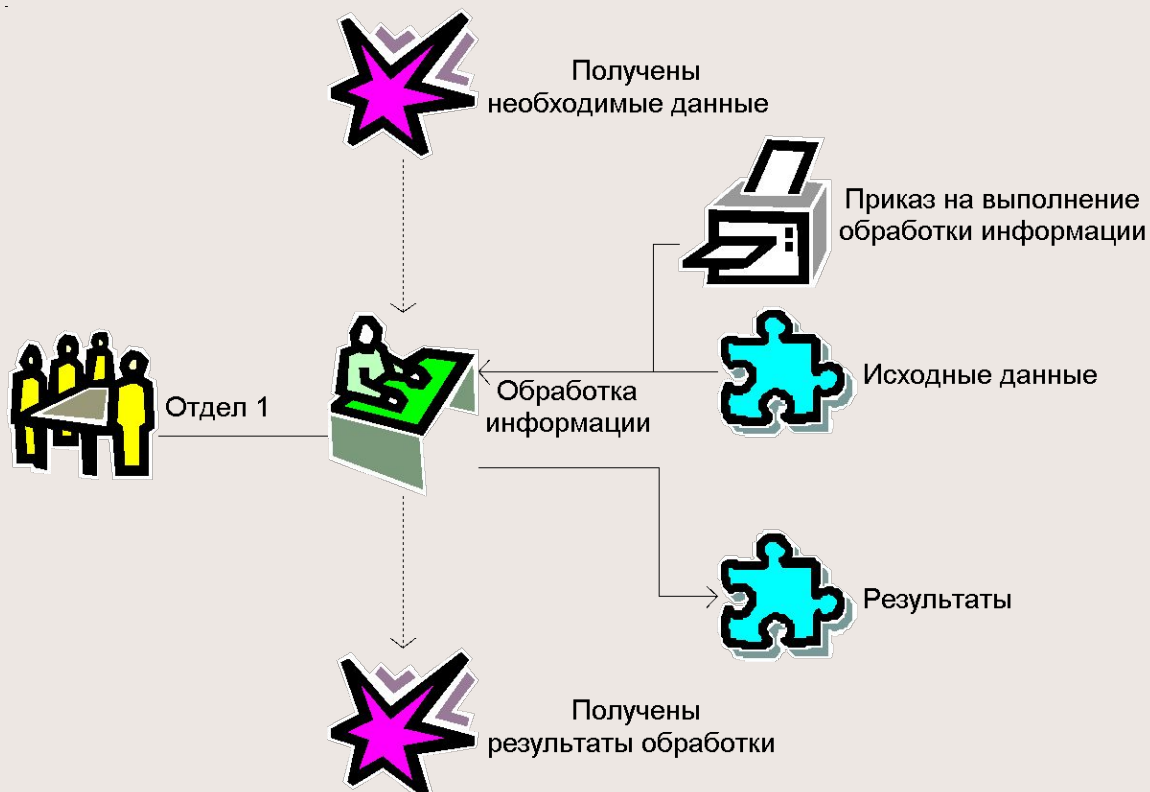 Получены
необходимые данные
Приказ на выполнение
обработки информации
Исходные данные
Отдел 1
Обработка
информации
Результаты
Получены
результаты обработки